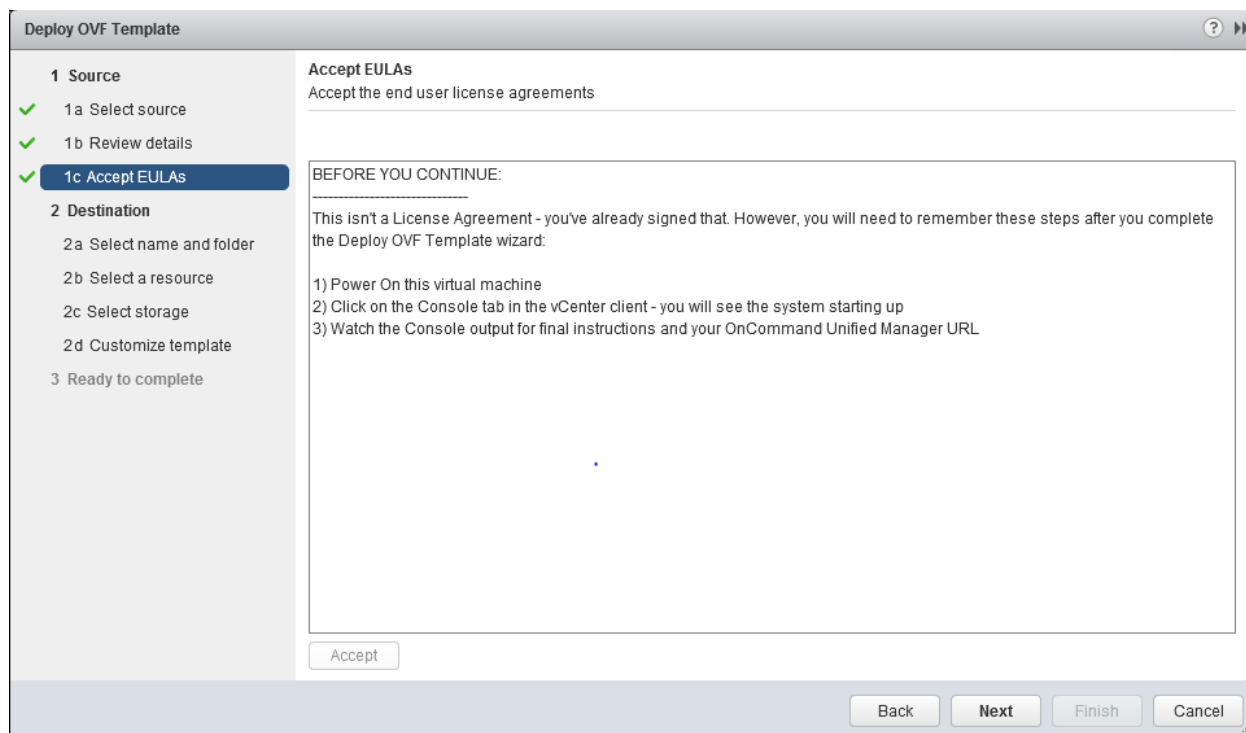 Deploy OVF Template
?
1 Source
1a Select source
1b Review details
1c Accept EULAs
2 Destination
2a Select name and folder
2b Select a resource
2c Select storage
2d Customize template
3 Ready to complete
Accept EULAs
Accept the end user license agreements
BEFORE YOU CONTINUE:
------------------------------
This isn't a License Agreement - you've already signed that. However, you will need to remember these steps after you complete
the Deploy OVF Template wizard:
1) Power On this virtual machine
2) Click on the Console tab in the vCenter client - you will see the system starting up
3) Watch the Console output for final instructions and your OnCommand Unified Manager URL
Accept
Back Next Finish Cancel